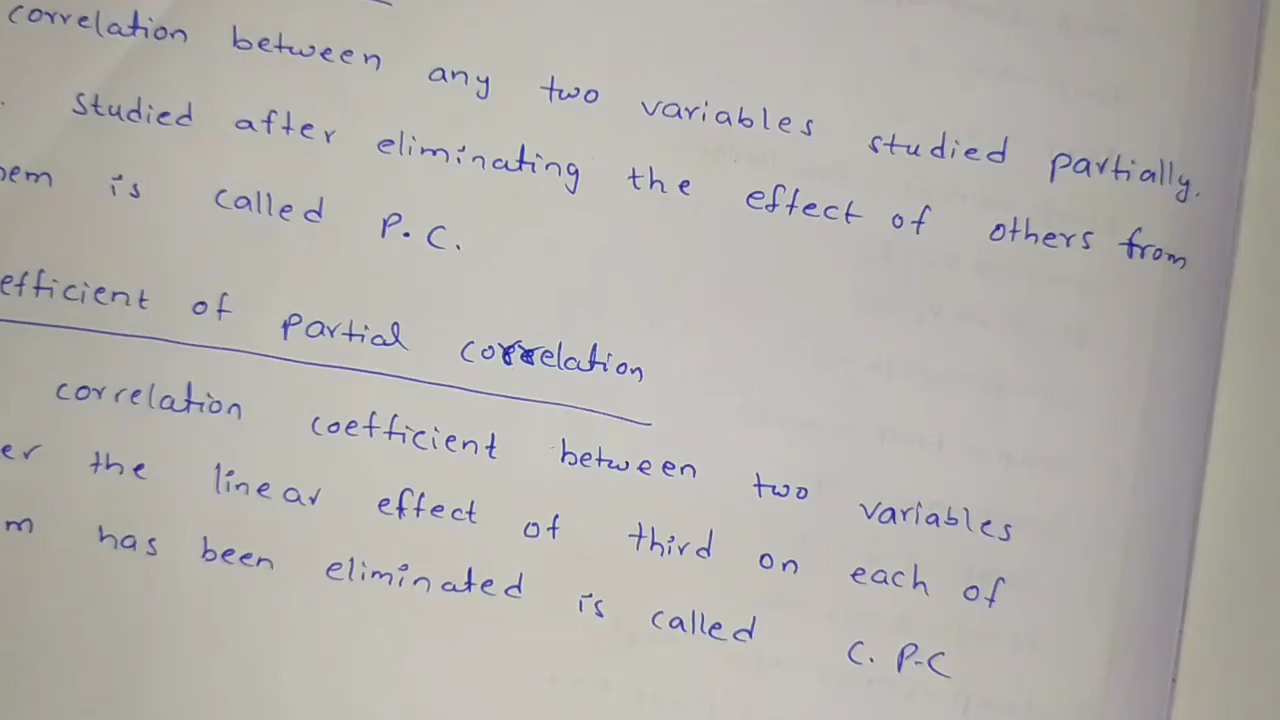 correlation between any two variables studied partially.
studied after eliminating the effect of others from
is called P.C.
efficient of partial correlation
correlation coefficient between two variables
er the linear effect of third on each of
m has been eliminated is called C. P-C